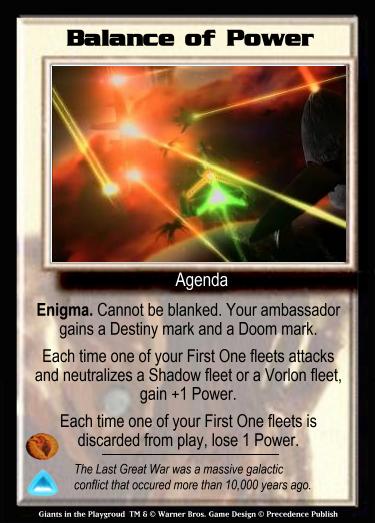 Balance of Power
Agenda
Enigma. Cannot be blanked. Your ambassador
gains a Destiny mark and a Doom mark.
Each time one of your First One fleets attacks
and neutralizes a Shadow fleet or a Vorlon fleet,
gain +1 Power.
Each time one of your First One fleets is
discarded from play, lose 1 Power.
The Last Great War was a massive galactic
conflict that occured more than 10,000 years ago.
Giants in the Playgroud TM & © Warner Bros. Game Design © Precedence Publish